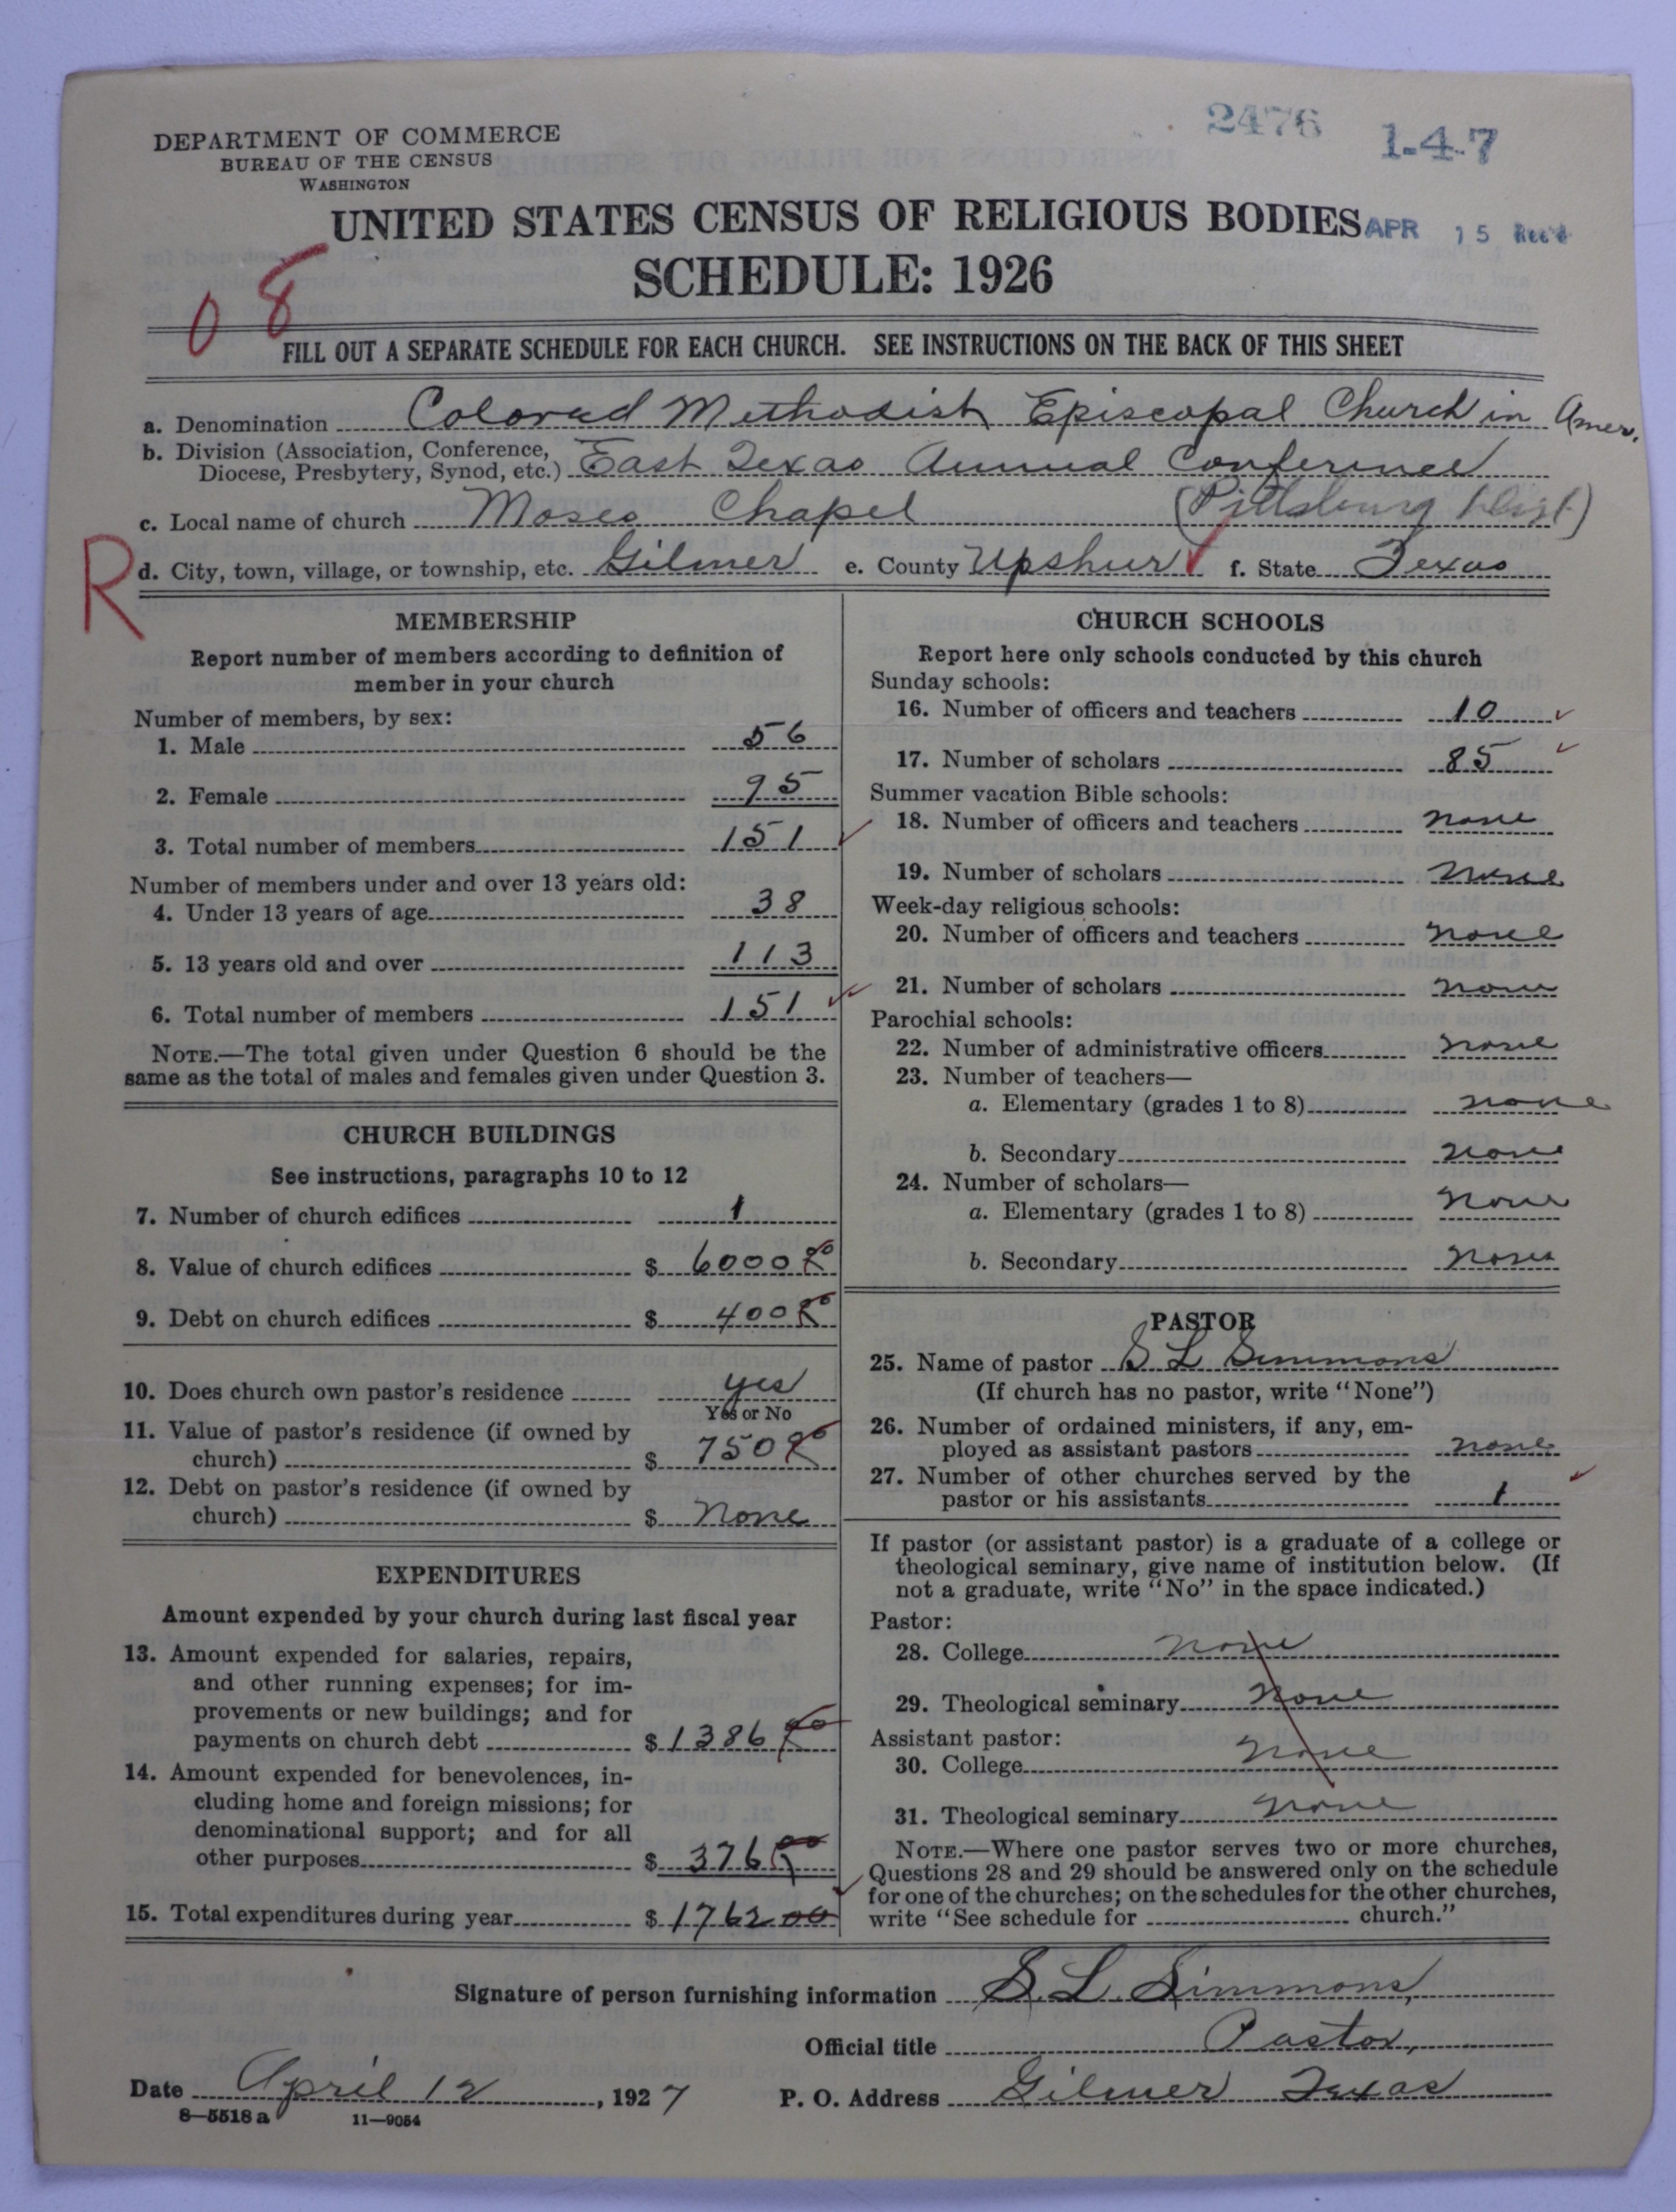 2476 1-4-7
DEPARTMENT OF COMMERCE
BUREAU OF THE CENSUS
WASHINGTON
UNITED STATES CENSUS OF RELIGIOUS BODIES
APR 15 Rec'd
SCHEDULE: 1926
08
FILL OUT A SEPARATE SCHEDULE FOR EACH CHURCH. SEE INSTRUCTIONS ON THE BACK OF THIS SHEET
a. Denomination Colored Methodist Episcopal Church in Amer.
b. Division (Association, Conference,
Diocese, Presbytery, Synod, etc.) East Texas Annual Conference
c. Local name of church Moses Chapel (Pittsburg Dist)
R
d. City, town, village, or township, etc. Gilmer e. County Upshur f. State Texas
MEMBERSHIP
Report number of members according to definition of
member in your church
Number of members, by sex:
1. Male 56
2. Female 95
3. Total number of members 151
Number of members under and over 13 years old:
4. Under 13 years of age 38
5. 13 years old and over 113
6. Total number of members 151
NOTE.—The total given under Question 6 should be the
same as the total of males and females given under Question 3.
CHURCH BUILDINGS
See instructions, paragraphs 10 to 12
7. Number of church edifices 1
8. Value of church edifices $ 6000 00
9. Debt on church edifices $ 400 00
10. Does church own pastor's residence yes
Yes or No
11. Value of pastor's residence (if owned by
church) $ 750 00
12. Debt on pastor's residence (if owned by
church) $ None
EXPENDITURES
Amount expended by your church during last fiscal year
13. Amount expended for salaries, repairs,
and other running expenses; for im-
provements or new buildings; and for
payments on church debt $ 1386 00
14. Amount expended for benevolences, in-
cluding home and foreign missions; for
denominational support; and for all
other purposes $ 376 00
15. Total expenditures during year $ 1762 00
CHURCH SCHOOLS
Report here only schools conducted by this church
Sunday schools:
16. Number of officers and teachers 10
17. Number of scholars 85
Summer vacation Bible schools:
18. Number of officers and teachers none
19. Number of scholars none
Week-day religious schools:
20. Number of officers and teachers none
21. Number of scholars none
Parochial schools:
22. Number of administrative officers none
23. Number of teachers—
a. Elementary (grades 1 to 8) none
b. Secondary none
24. Number of scholars—
a. Elementary (grades 1 to 8) none
b. Secondary none
PASTOR
25. Name of pastor S L Simmons
(If church has no pastor, write "None")
26. Number of ordained ministers, if any, em-
ployed as assistant pastors none
27. Number of other churches served by the
pastor or his assistants 1
If pastor (or assistant pastor) is a graduate of a college or
theological seminary, give name of institution below. (If
not a graduate, write "No" in the space indicated.)
Pastor:
28. College none
29. Theological seminary none
Assistant pastor:
30. College none
31. Theological seminary none
NOTE.—Where one pastor serves two or more churches,
Questions 28 and 29 should be answered only on the schedule
for one of the churches; on the schedules for the other churches,
write "See schedule for church."
Signature of person furnishing information S. L. Simmons,
Official title Pastor,
Date April 12, 1927 P. O. Address Gilmer Texas
8—5518 a 11—9054